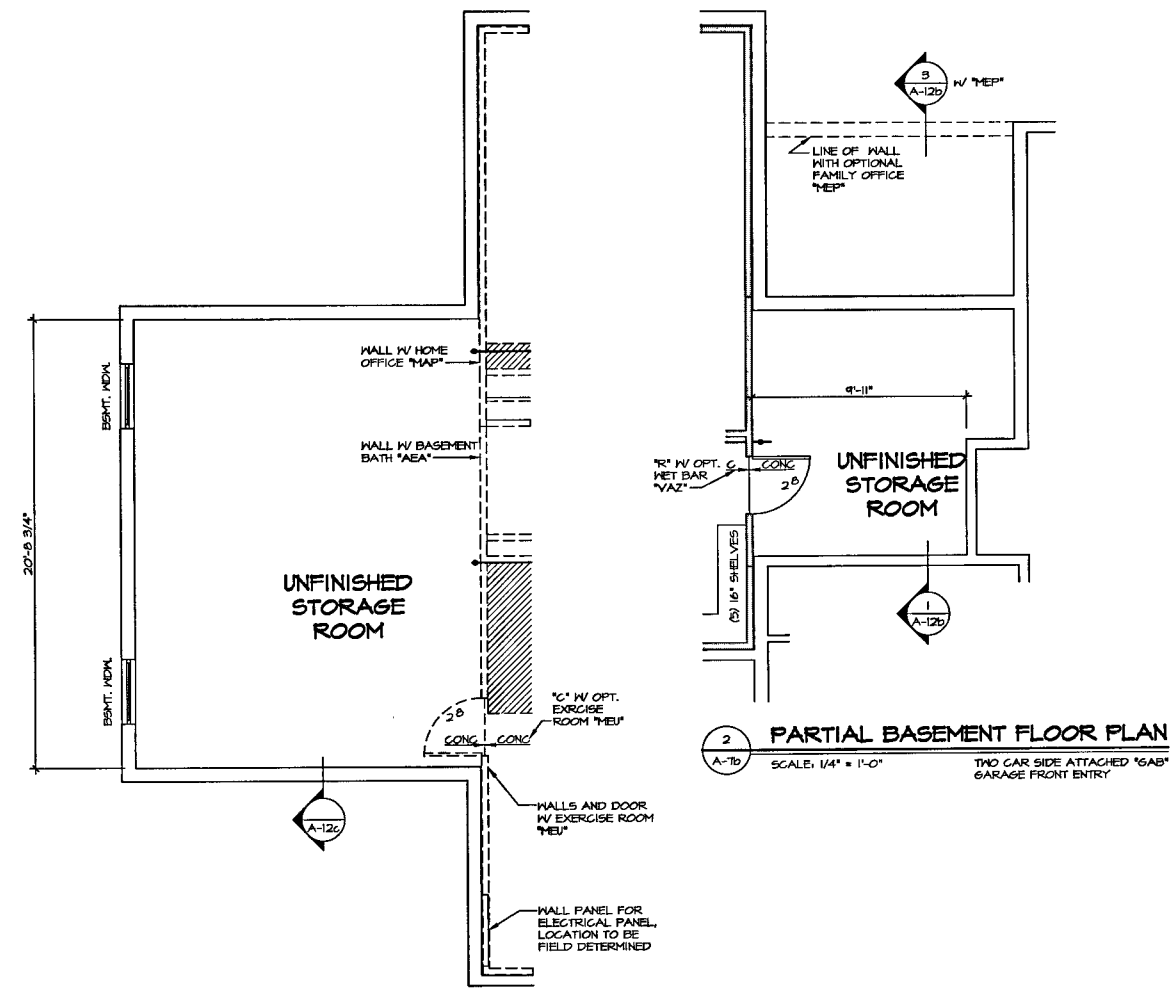 3
A-12b
W/ "MEP"
LINE OF WALL
WITH OPTIONAL
FAMILY OFFICE
"MEP"
WALL W/ HOME
OFFICE "MAP"
BSMT. WDW.
9'-11"
WALL W/ BASEMENT
BATH "AEA"
"R" W/ OPT.
WET BAR
"VAZ"
C
CONC
2⁸
UNFINISHED
STORAGE
ROOM
20'-8 3/4"
(5) 16" SHELVES
UNFINISHED
STORAGE
ROOM
1
A-12b
BSMT. WDW.
2⁸
CONC
CONC
"C" W/ OPT.
EXRCISE
ROOM "MEU"
2
A-7b
PARTIAL BASEMENT FLOOR PLAN
SCALE: 1/4" = 1'-0"
TWO CAR SIDE ATTACHED "GAB"
GARAGE FRONT ENTRY
A-12c
WALLS AND DOOR
W/ EXERCISE ROOM
"MEU"
WALL PANEL FOR
ELECTRICAL PANEL,
LOCATION TO BE
FIELD DETERMINED